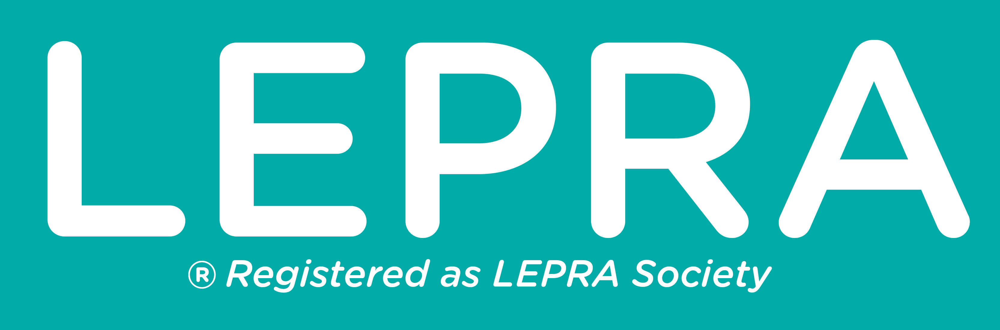 LEPRA
® Registered as LEPRA Society